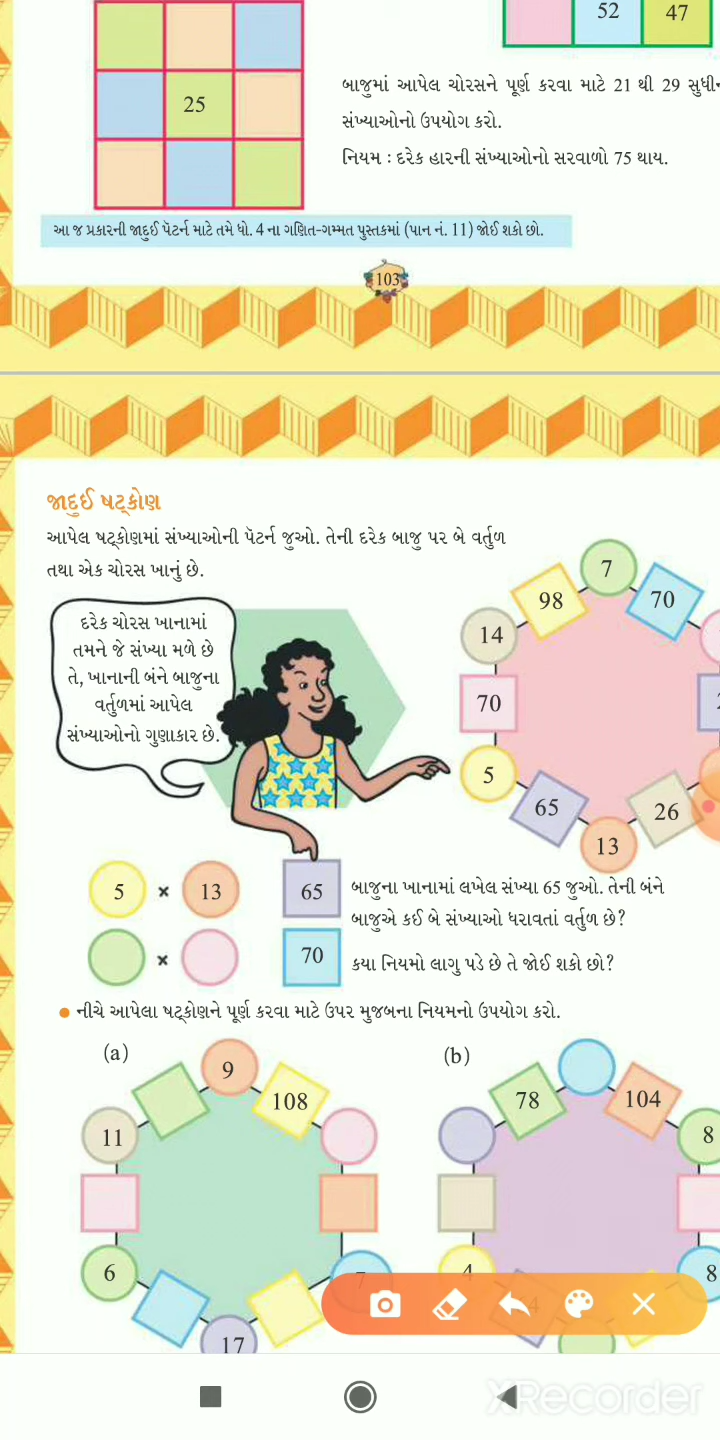 52 47
25
બાજુમાં આપેલ ચોરસને પૂર્ણ કરવા માટે 21 થી 29 સુધીન
સંખ્યાઓનો ઉપયોગ કરો.
નિયમ : દરેક હારની સંખ્યાઓનો સરવાળો 75 થાય.
આ જ પ્રકારની જાદુઈ પૅટર્ન માટે તમે ધો. 4 ના ગણિત-ગમ્મત પુસ્તકમાં (પાન નં. 11) જોઈ શકો છો.
103
જાદુઈ ષટ્કોણ
આપેલ ષટ્કોણમાં સંખ્યાઓની પૅટર્ન જુઓ. તેની દરેક બાજુ પર બે વર્તુળ
તથા એક ચોરસ ખાનું છે.
દરેક ચોરસ ખાનામાં
તમને જે સંખ્યા મળે છે
તે, ખાનાની બંને બાજુના
વર્તુળમાં આપેલ
સંખ્યાઓનો ગુણાકાર છે.
7
98 70
14
70 2
5
65 26
13
5 × 13 65 બાજુના ખાનામાં લખેલ સંખ્યા 65 જુઓ. તેની બંને
બાજુએ કઈ બે સંખ્યાઓ ધરાવતાં વર્તુળ છે?
× 70 કયા નિયમો લાગુ પડે છે તે જોઈ શકો છો?
• નીચે આપેલા ષટ્કોણને પૂર્ણ કરવા માટે ઉપર મુજબના નિયમનો ઉપયોગ કરો.
(a) (b)
9
108 78 104
11 8
6 7 4 8
17 4
XRecorder